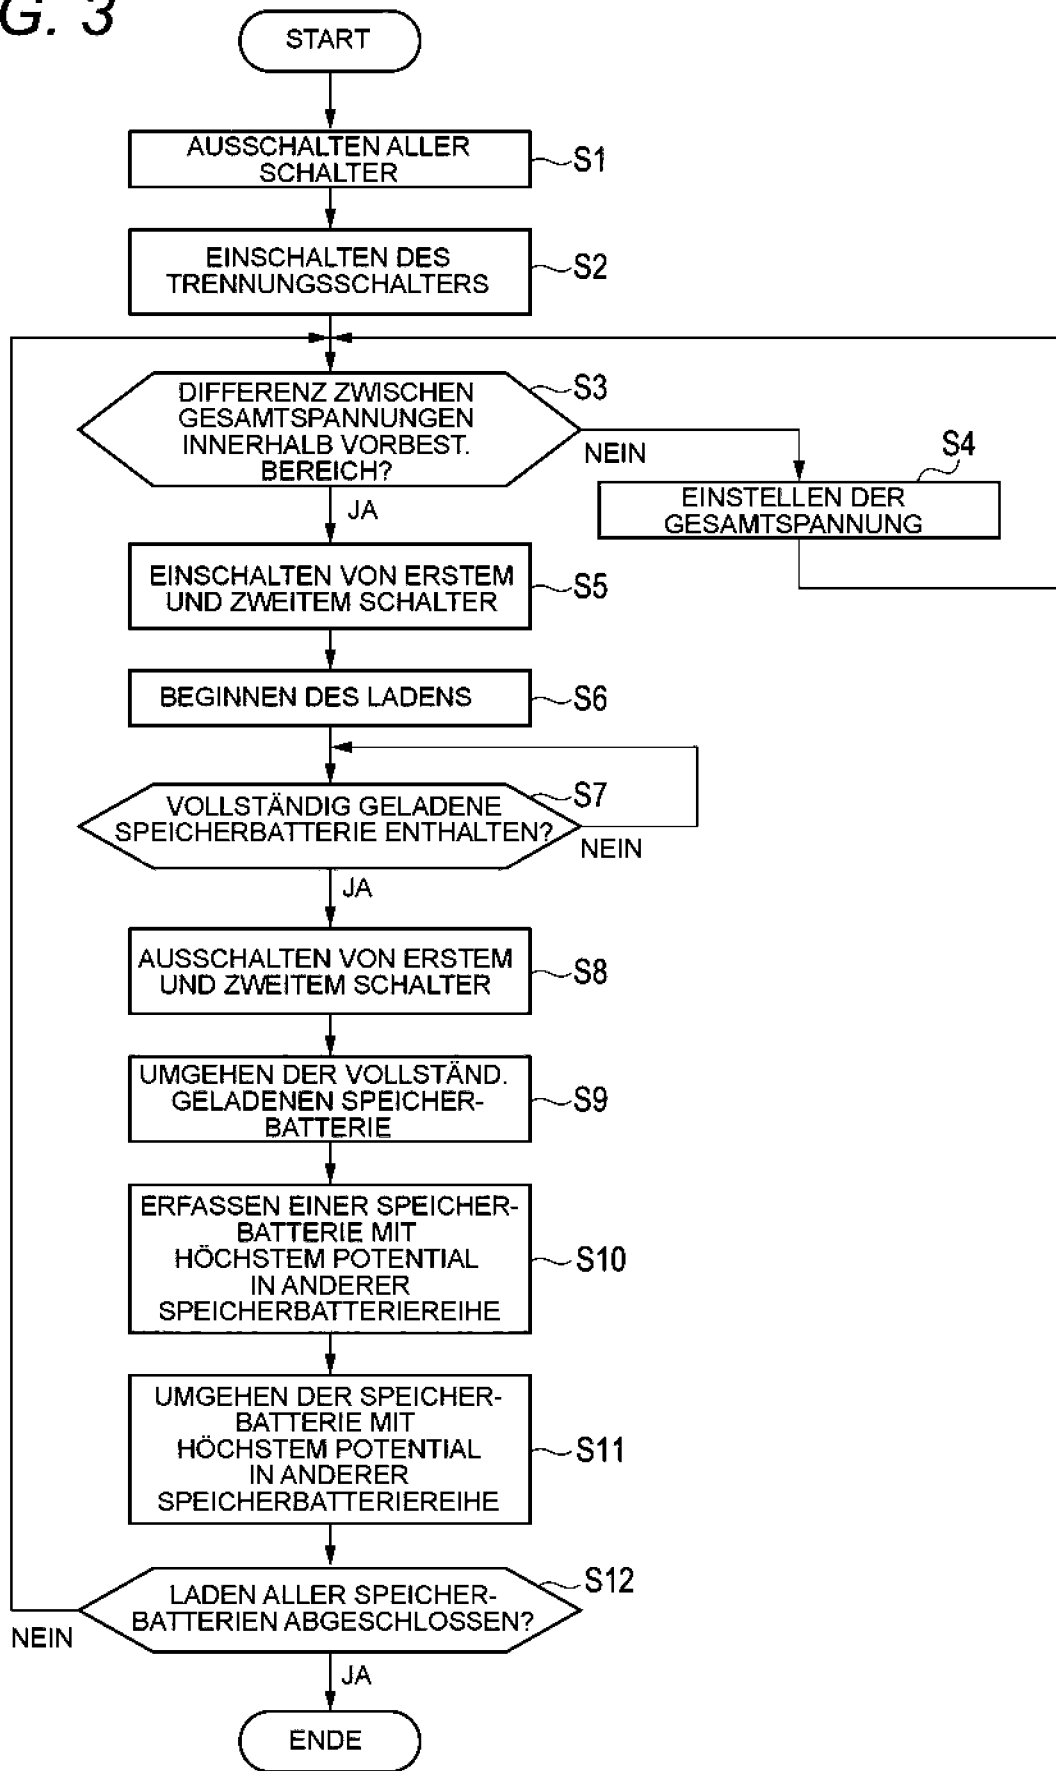 G. 3
START
AUSSCHALTEN ALLER
SCHALTER
S1
EINSCHALTEN DES
TRENNUNGSSCHALTERS
S2
DIFFERENZ ZWISCHEN
GESAMTSPANNUNGEN
INNERHALB VORBEST.
BEREICH?
S3
NEIN
JA
EINSTELLEN DER
GESAMTSPANNUNG
S4
EINSCHALTEN VON ERSTEM
UND ZWEITEM SCHALTER
S5
BEGINNEN DES LADENS
S6
VOLLSTÄNDIG GELADENE
SPEICHERBATTERIE ENTHALTEN?
S7
NEIN
JA
AUSSCHALTEN VON ERSTEM
UND ZWEITEM SCHALTER
S8
UMGEHEN DER VOLLSTÄND.
GELADENEN SPEICHER-
BATTERIE
S9
ERFASSEN EINER SPEICHER-
BATTERIE MIT
HÖCHSTEM POTENTIAL
IN ANDERER
SPEICHERBATTERIEREIHE
S10
UMGEHEN DER SPEICHER-
BATTERIE MIT
HÖCHSTEM POTENTIAL
IN ANDERER
SPEICHERBATTERIEREIHE
S11
LADEN ALLER SPEICHER-
BATTERIEN ABGESCHLOSSEN?
S12
NEIN
JA
ENDE